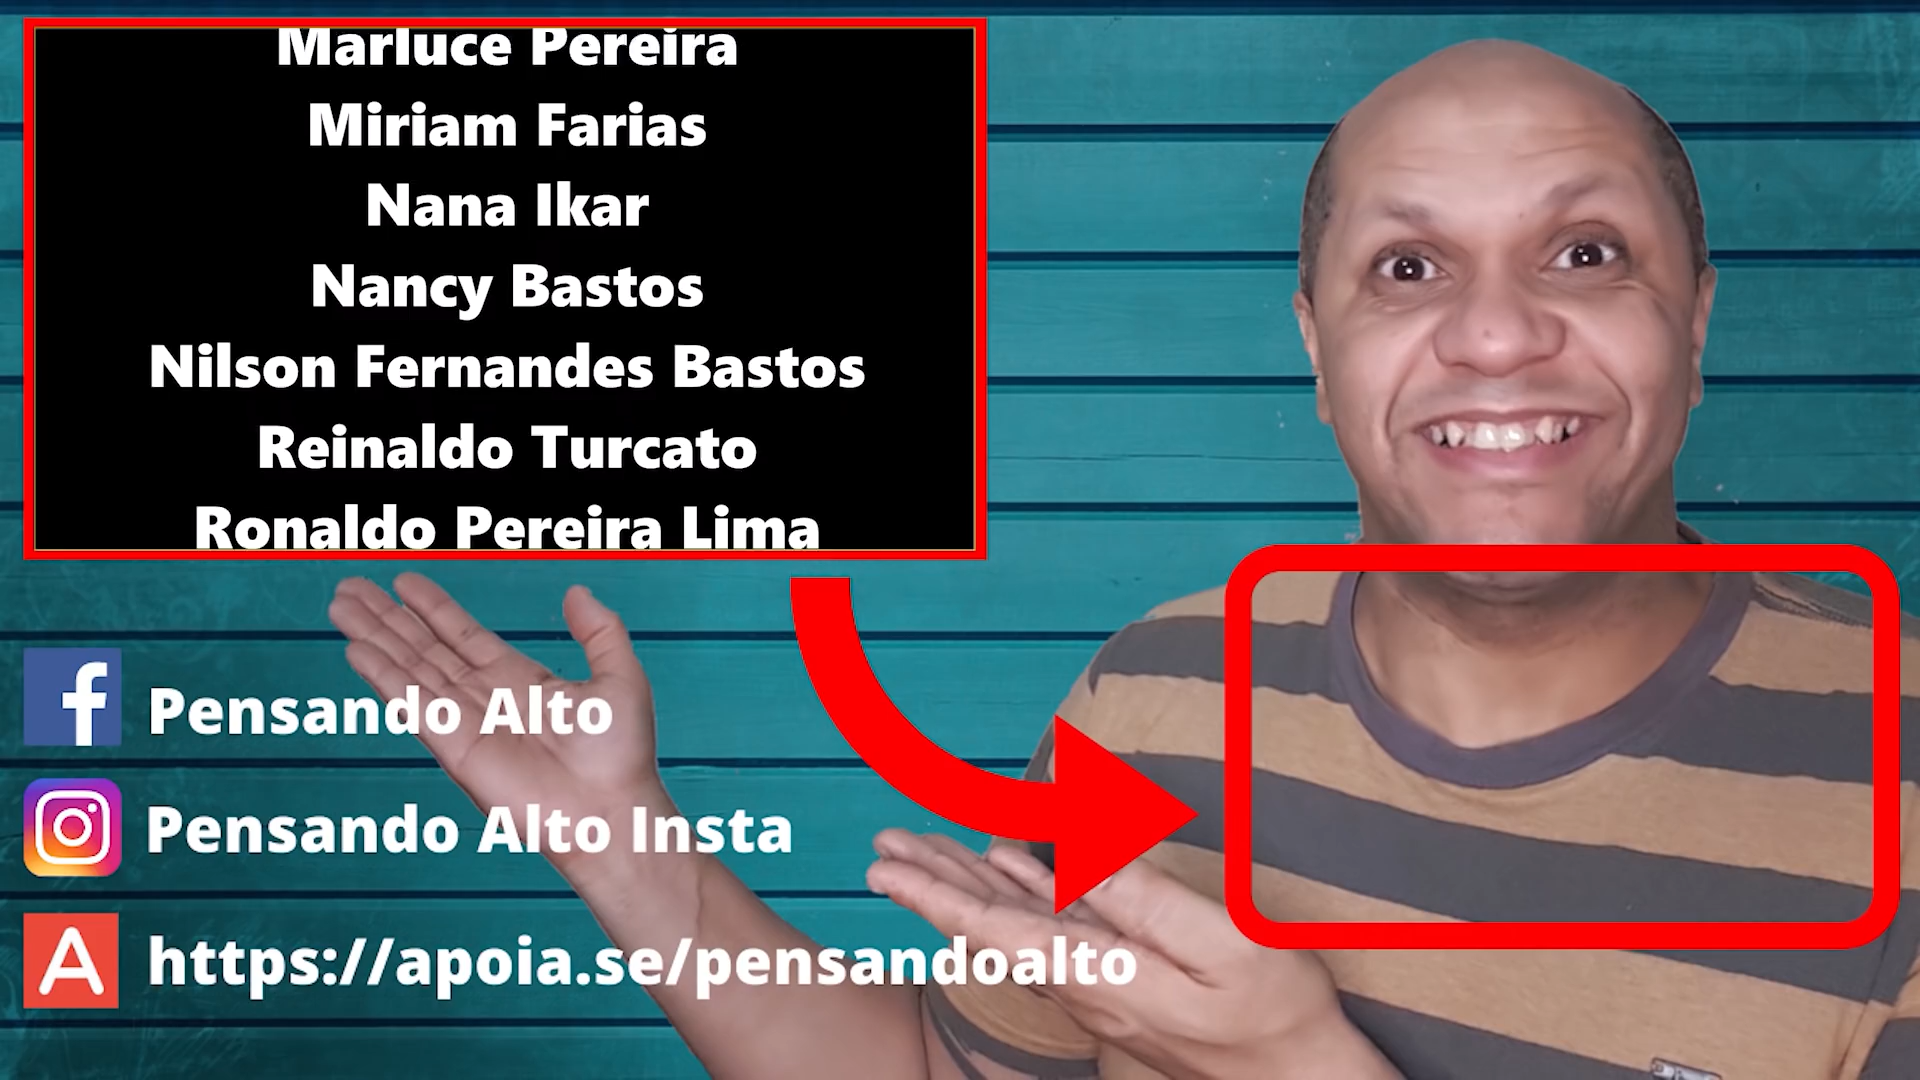 Marluce Pereira
Miriam Farias
Nana Ikar
Nancy Bastos
Nilson Fernandes Bastos
Reinaldo Turcato
Ronaldo Pereira Lima
Pensando Alto
Pensando Alto Insta
https://apoia.se/pensandoalto